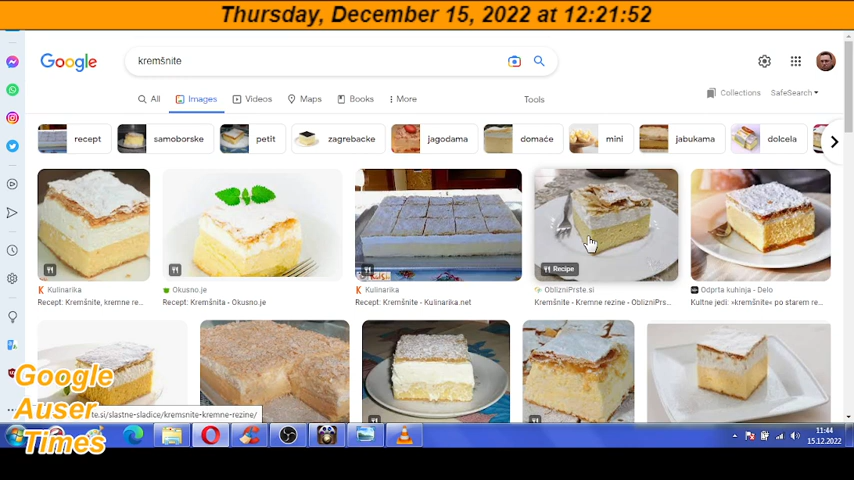 Thursday, December 15, 2022 at 12:21:52
Google
kremšnite
All
Images
Videos
Maps
Books
More
Tools
Collections
SafeSearch
recept
samoborske
petit
zagrebacke
jagodama
domaće
mini
jabukama
dolcela
Recipe
Kulinarika
Okusno.je
Kulinarika
OblizniPrste.si
Odprta kuhinja - Delo
Recept: Kremšnite, kremne re...
Recept: Kremšnita - Okusno.je
Recept: Kremšnite - Kulinarika.net
Kremšnite - Kremne rezine - OblizniPrs...
Kultne jedi: »kremšnite« po starem re...
Google
Auser
Times
te.si/slastne-sladice/kremsnite-kremne-rezine/
11:44
15.12.2022